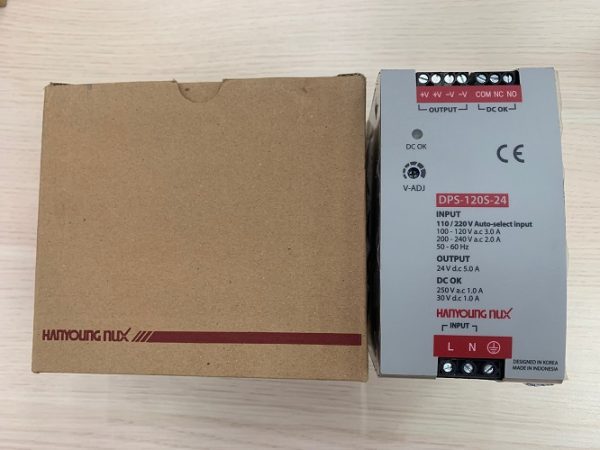 HANYOUNG NUX
+V +V -V -V COM NC NO
OUTPUT DC OK
DC OK
V-ADJ
CE
DPS-120S-24
INPUT
110 / 220 V Auto-select input
100 - 120 V a.c 3.0 A
200 - 240 V a.c 2.0 A
50 - 60 Hz
OUTPUT
24 V d.c 5.0 A
DC OK
250 V a.c 1.0 A
30 V d.c 1.0 A
HANYOUNG NUX
INPUT
L N
DESIGNED IN KOREA
MADE IN INDONESIA